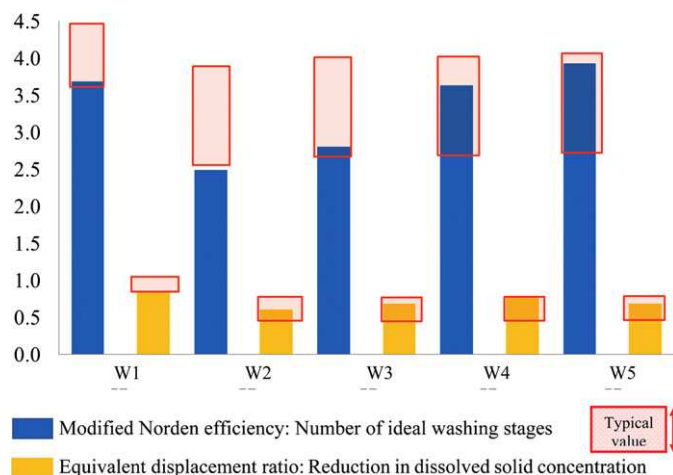 4.5
4.0
3.5
3.0
2.5
2.0
1.5
1.0
0.5
0.0
W1 W2 W3 W4 W5
Modified Norden efficiency: Number of ideal washing stages
Typical
value
Equivalent displacement ratio: Reduction in dissolved solid concentration